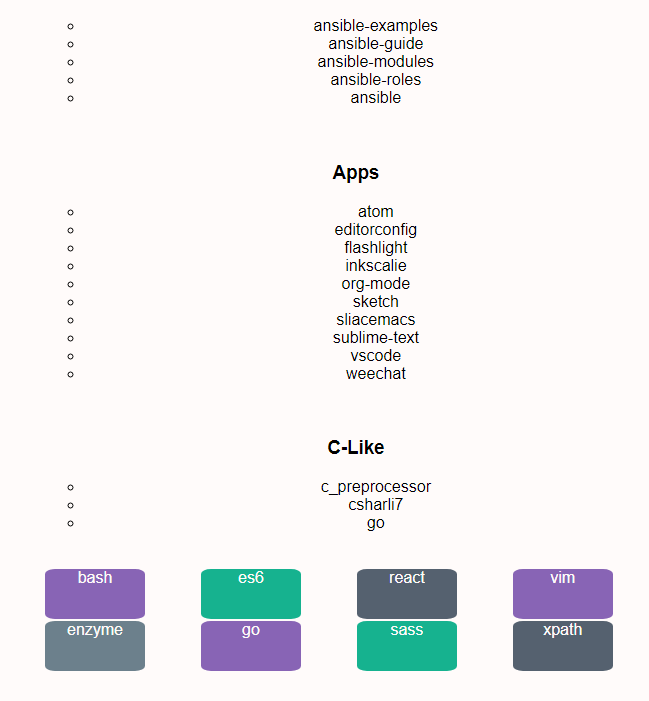 ansible-examples
ansible-guide
ansible-modules
ansible-roles
ansible
Apps
atom
editorconfig
flashlight
inkscalie
org-mode
sketch
sliacemacs
sublime-text
vscode
weechat
C-Like
c_preprocessor
csharli7
go
bash es6 react vim
enzyme go sass xpath